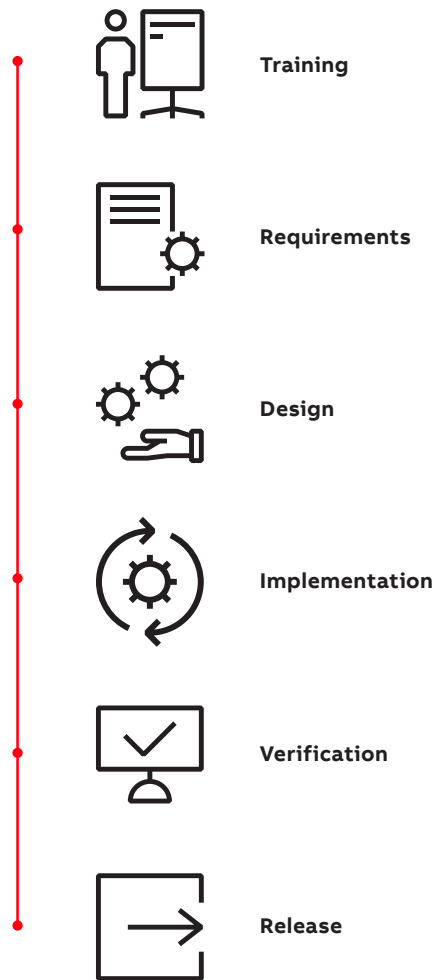 Training
Requirements
Design
Implementation
Verification
Release